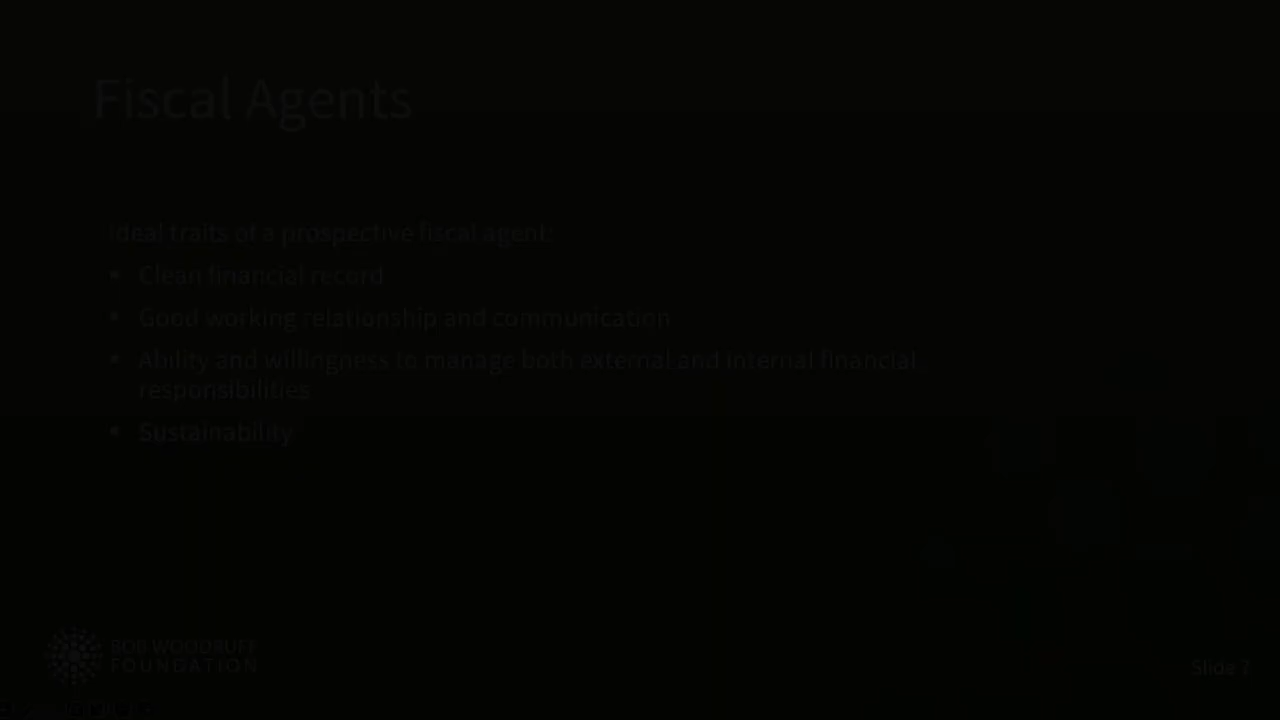 Fiscal Agents
Ideal traits of a prospective fiscal agent:
• Clean financial record
• Good working relationship and communication
• Ability and willingness to manage both external and internal financial
responsibilities
• Sustainability
BOB WOODRUFF
FOUNDATION
Slide 7